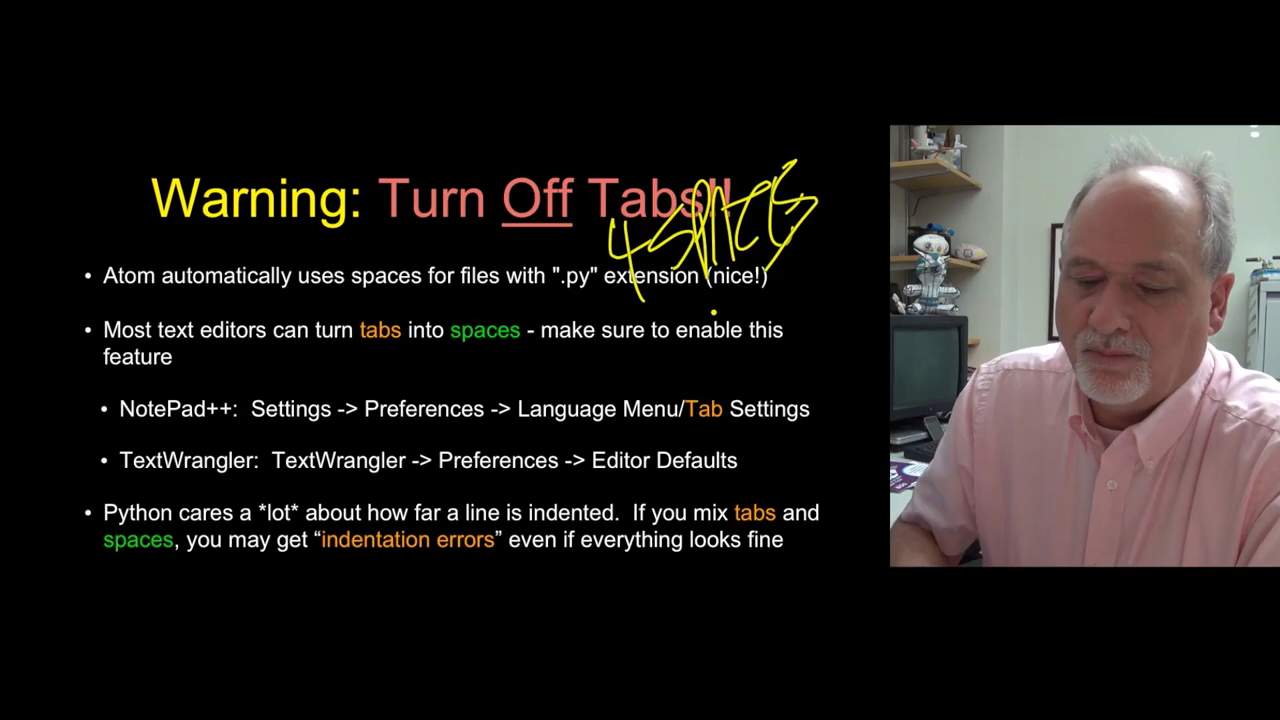 Warning: Turn Off Tabs!!
4 spaces
• Atom automatically uses spaces for files with ".py" extension (nice!)
• Most text editors can turn tabs into spaces - make sure to enable this
feature
• NotePad++: Settings -> Preferences -> Language Menu/Tab Settings
• TextWrangler: TextWrangler -> Preferences -> Editor Defaults
• Python cares a *lot* about how far a line is indented. If you mix tabs and
spaces, you may get “indentation errors” even if everything looks fine